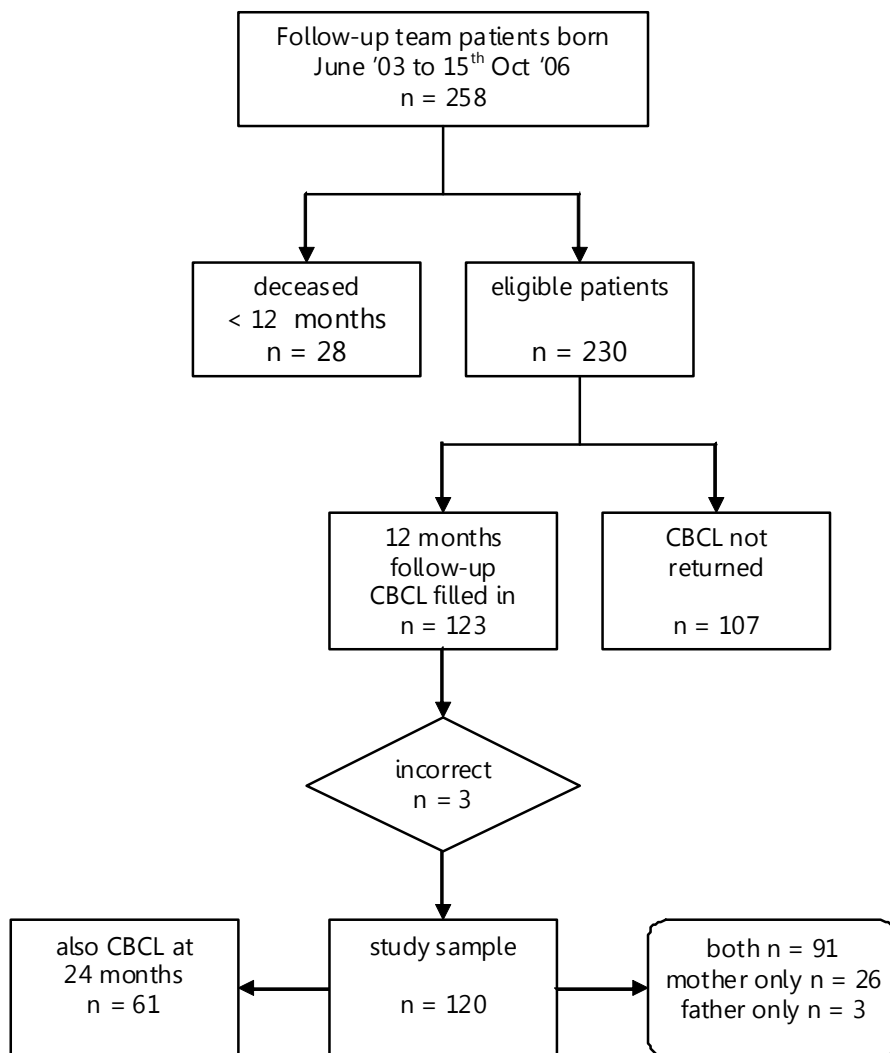 Follow-up team patients born
June ‘03 to 15th Oct ‘06
n = 258
deceased
< 12 months
n = 28
eligible patients
n = 230
12 months
follow-up
CBCL filled in
n = 123
CBCL not
returned
n = 107
incorrect
n = 3
also CBCL at
24 months
n = 61
study sample
n = 120
both n = 91
mother only n = 26
father only n = 3